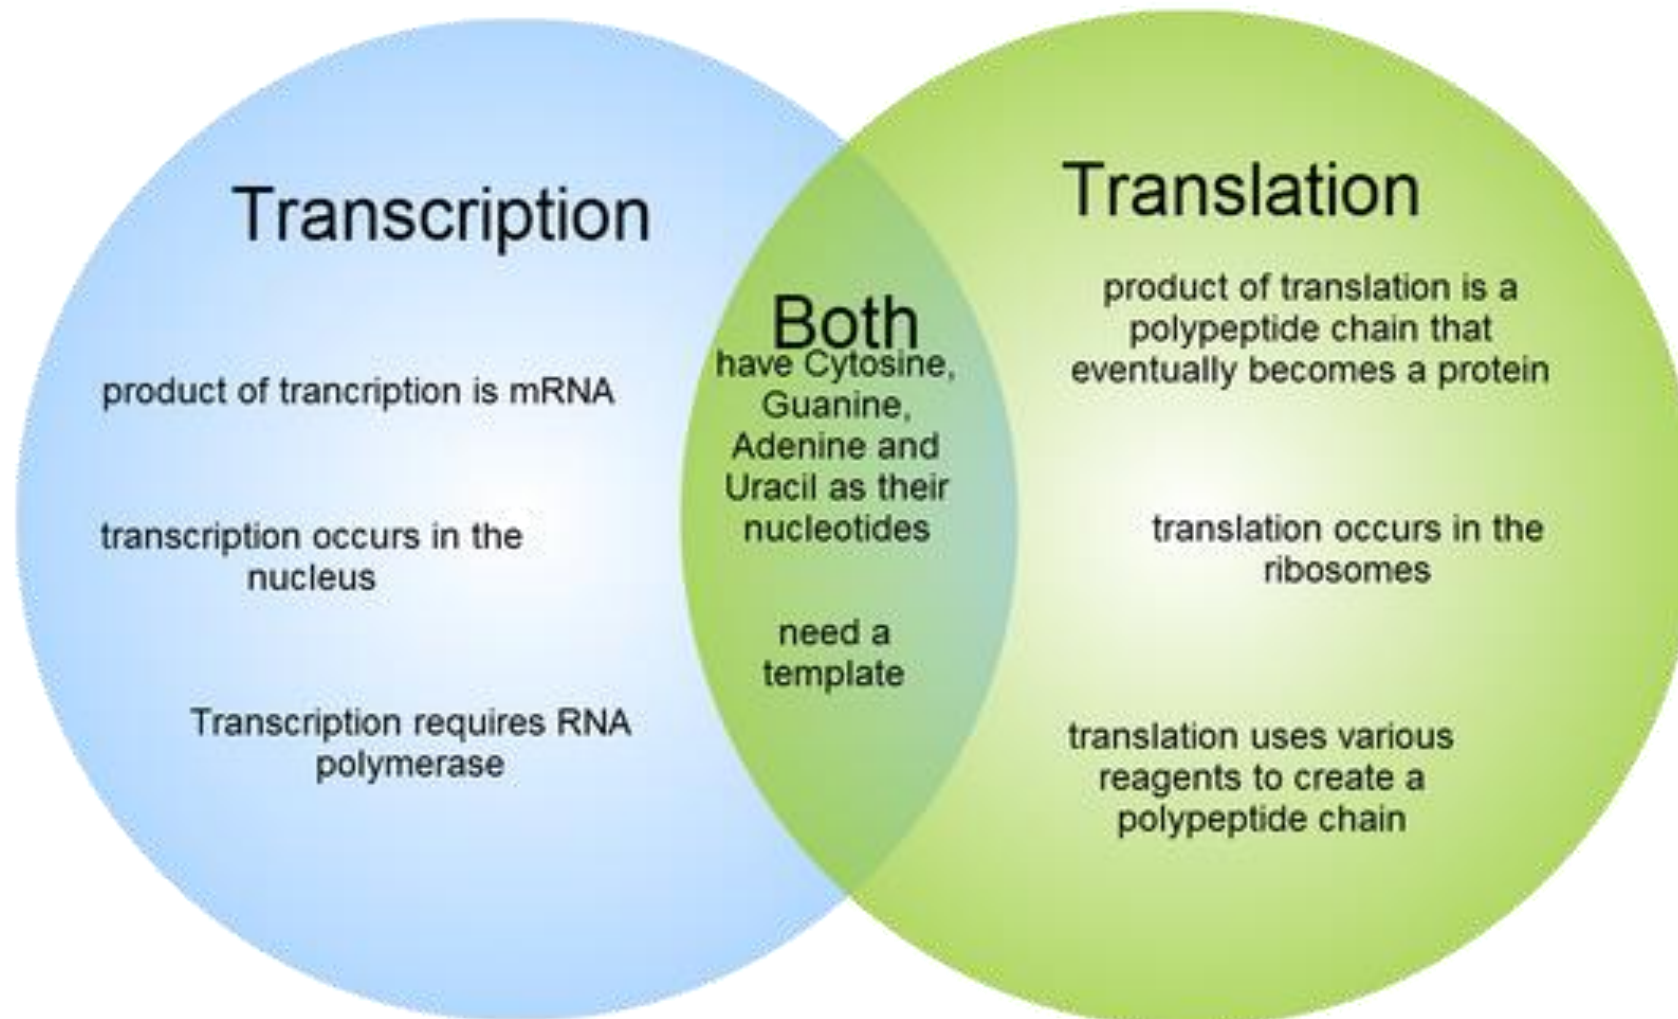 Transcription
product of trancription is mRNA
transcription occurs in the
nucleus
Transcription requires RNA
polymerase
Both
have Cytosine,
Guanine,
Adenine and
Uracil as their
nucleotides
need a
template
Translation
product of translation is a
polypeptide chain that
eventually becomes a protein
translation occurs in the
ribosomes
translation uses various
reagents to create a
polypeptide chain